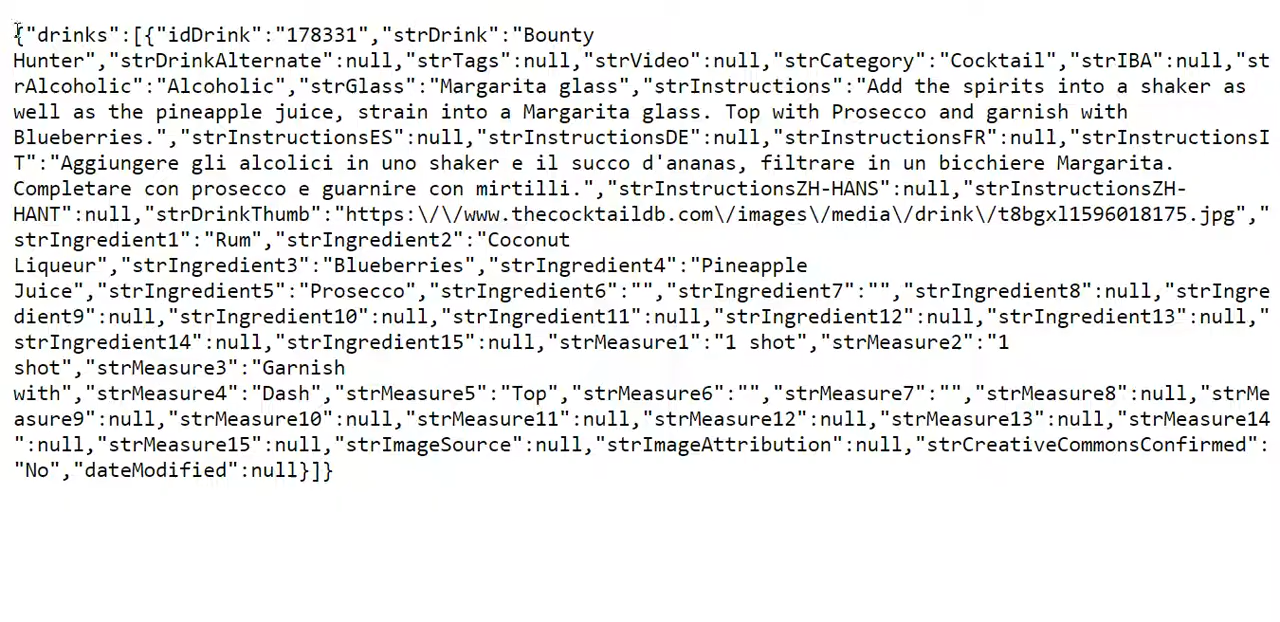 {"drinks":[{"idDrink":"178331","strDrink":"Bounty
Hunter","strDrinkAlternate":null,"strTags":null,"strVideo":null,"strCategory":"Cocktail","strIBA":null,"st
rAlcoholic":"Alcoholic","strGlass":"Margarita glass","strInstructions":"Add the spirits into a shaker as
well as the pineapple juice, strain into a Margarita glass. Top with Prosecco and garnish with
Blueberries.","strInstructionsES":null,"strInstructionsDE":null,"strInstructionsFR":null,"strInstructionsI
T":"Aggiungere gli alcolici in uno shaker e il succo d'ananas, filtrare in un bicchiere Margarita.
Completare con prosecco e guarnire con mirtilli.","strInstructionsZH-HANS":null,"strInstructionsZH-
HANT":null,"strDrinkThumb":"https:\/\/www.thecocktaildb.com\/images\/media\/drink\/t8bgxl1596018175.jpg","
strIngredient1":"Rum","strIngredient2":"Coconut
Liqueur","strIngredient3":"Blueberries","strIngredient4":"Pineapple
Juice","strIngredient5":"Prosecco","strIngredient6":"","strIngredient7":"","strIngredient8":null,"strIngre
dient9":null,"strIngredient10":null,"strIngredient11":null,"strIngredient12":null,"strIngredient13":null,"
strIngredient14":null,"strIngredient15":null,"strMeasure1":"1 shot","strMeasure2":"1
shot","strMeasure3":"Garnish
with","strMeasure4":"Dash","strMeasure5":"Top","strMeasure6":"","strMeasure7":"","strMeasure8":null,"strMe
asure9":null,"strMeasure10":null,"strMeasure11":null,"strMeasure12":null,"strMeasure13":null,"strMeasure14
":null,"strMeasure15":null,"strImageSource":null,"strImageAttribution":null,"strCreativeCommonsConfirmed":
"No","dateModified":null}]}